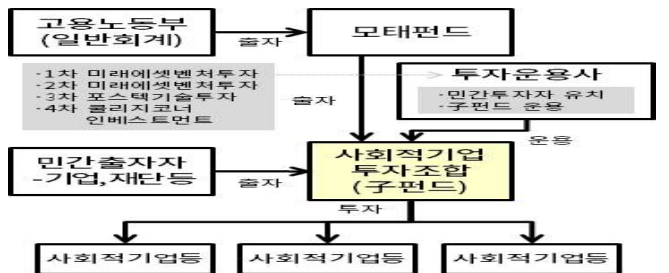 고용노동부
(일반회계)
출자
모태펀드
·1차 미래에셋벤처투자
·2차 미래에셋벤처투자
·3차 포스텍기술투자
·4차 쿨리지코너
인베스트먼트
출자
투자운용사
·민간투자자 유치
·子펀드 운용
운용
민간출자자
-기업,재단등
출자
사회적기업
투자조합
(子펀드)
투자
사회적기업등
사회적기업등
사회적기업등